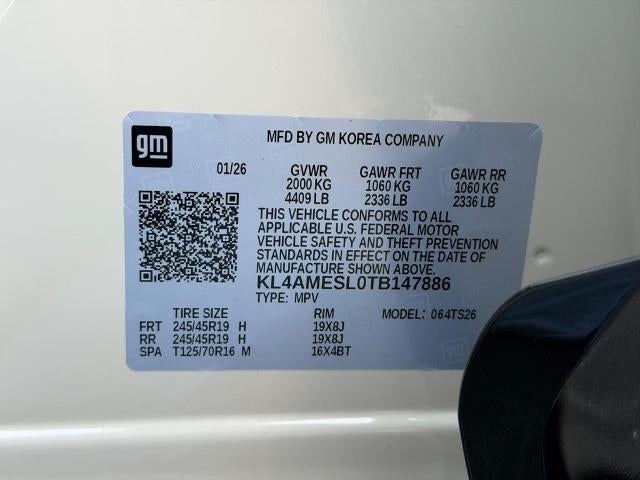 gm
MFD BY GM KOREA COMPANY
01/26 GVWR GAWR FRT GAWR RR
2000 KG 1060 KG 1060 KG
4409 LB 2336 LB 2336 LB
THIS VEHICLE CONFORMS TO ALL
APPLICABLE U.S. FEDERAL MOTOR
VEHICLE SAFETY AND THEFT PREVENTION
STANDARDS IN EFFECT ON THE DATE OF
MANUFACTURE SHOWN ABOVE.
KL4AMESL0TB147886
TYPE: MPV
MODEL: 064TS26
TIRE SIZE RIM
FRT 245/45R19 H 19X8J
RR 245/45R19 H 19X8J
SPA T125/70R16 M 16X4BT